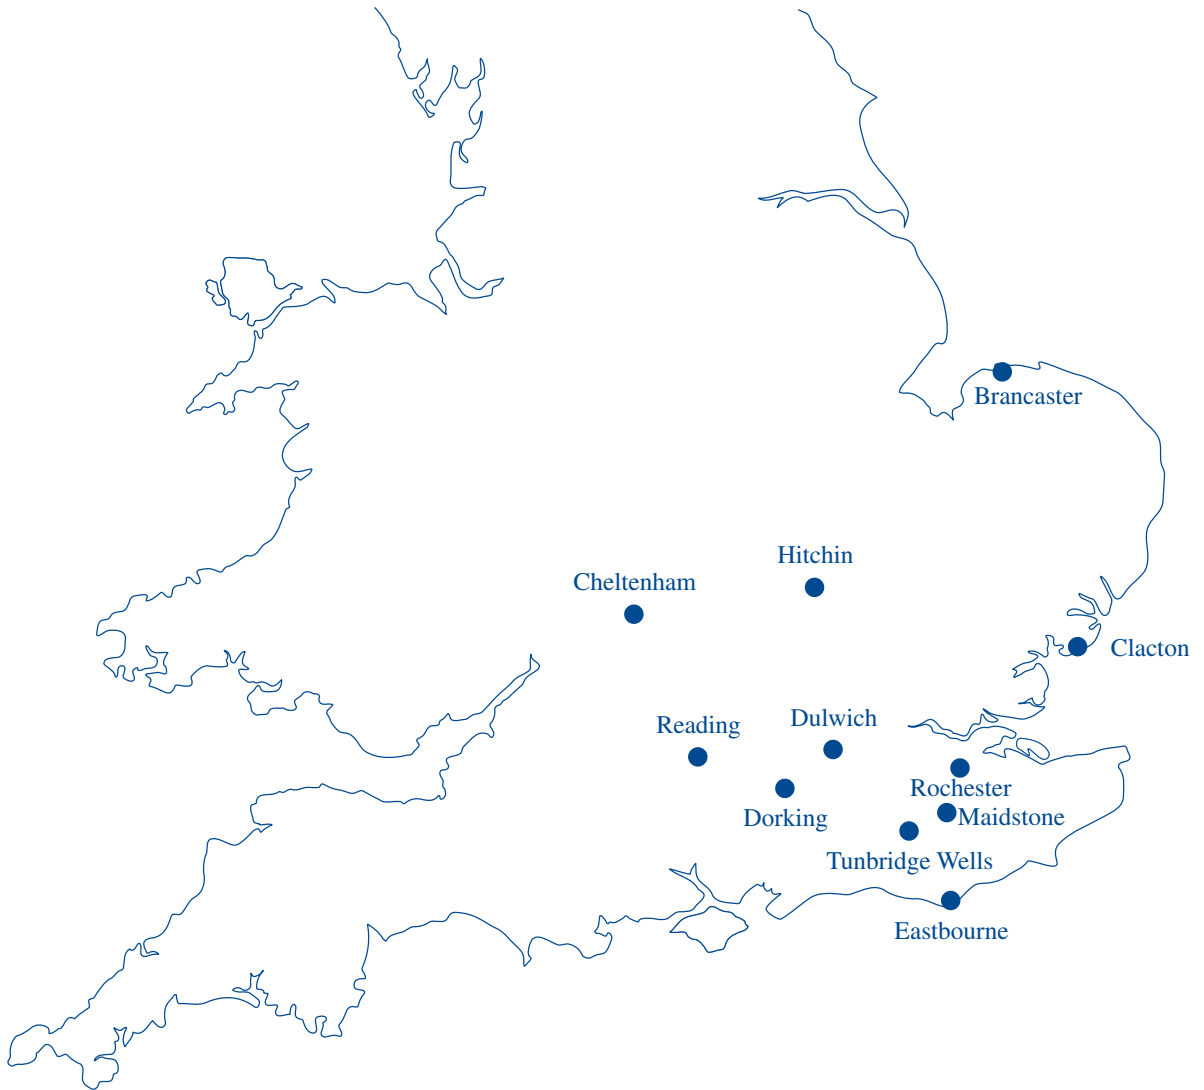 Brancaster
Hitchin
Cheltenham
Clacton
Dulwich
Reading
Rochester
Dorking
Maidstone
Tunbridge Wells
Eastbourne